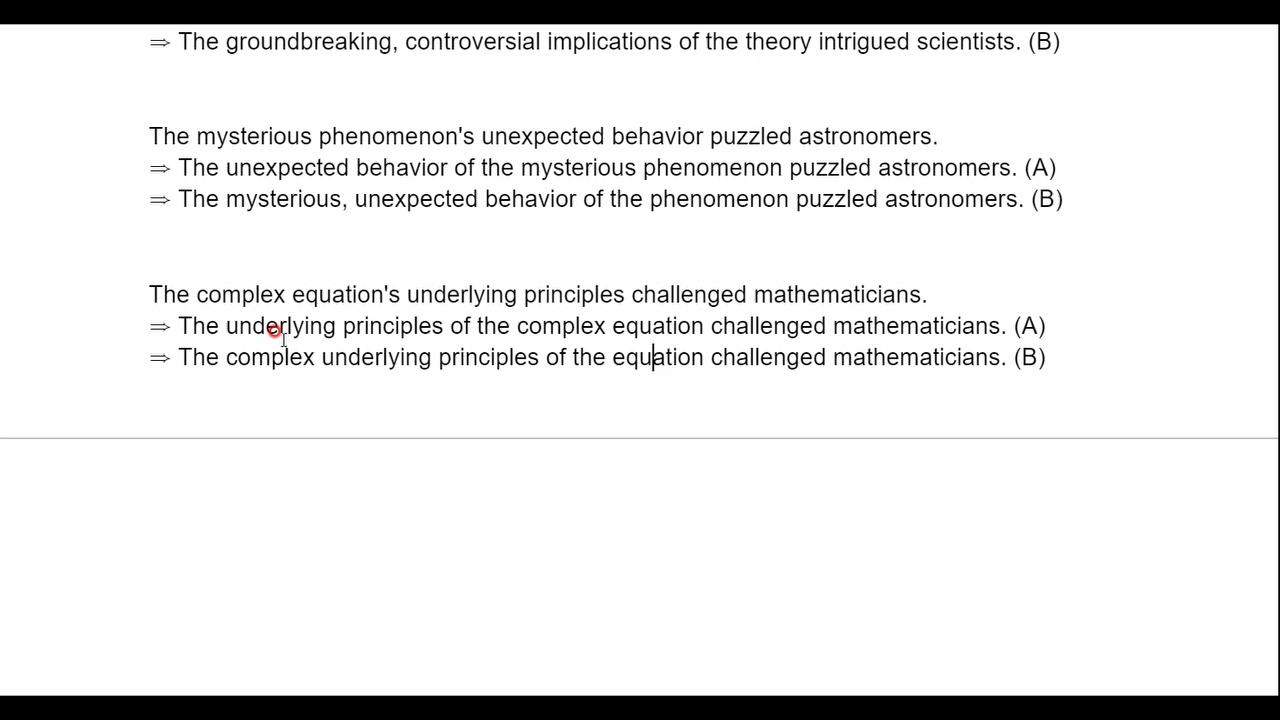 ⇒ The groundbreaking, controversial implications of the theory intrigued scientists. (B)
The mysterious phenomenon's unexpected behavior puzzled astronomers.
⇒ The unexpected behavior of the mysterious phenomenon puzzled astronomers. (A)
⇒ The mysterious, unexpected behavior of the phenomenon puzzled astronomers. (B)
The complex equation's underlying principles challenged mathematicians.
⇒ The underlying principles of the complex equation challenged mathematicians. (A)
⇒ The complex underlying principles of the equation challenged mathematicians. (B)